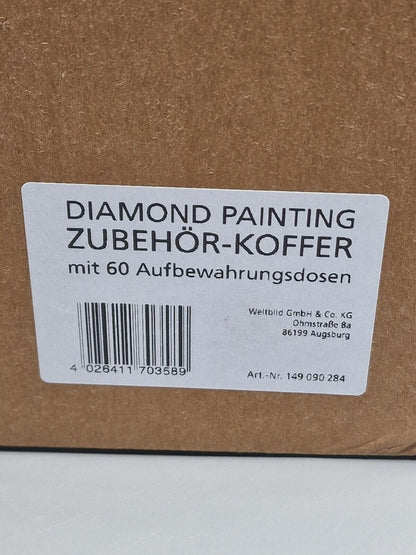 DIAMOND PAINTING
ZUBEHÖR-KOFFER
mit 60 Aufbewahrungsdosen
Weltbild GmbH & Co. KG
Ohmstraße 8a
86199 Augsburg
4 026411 703589
Art.-Nr. 149 090 284